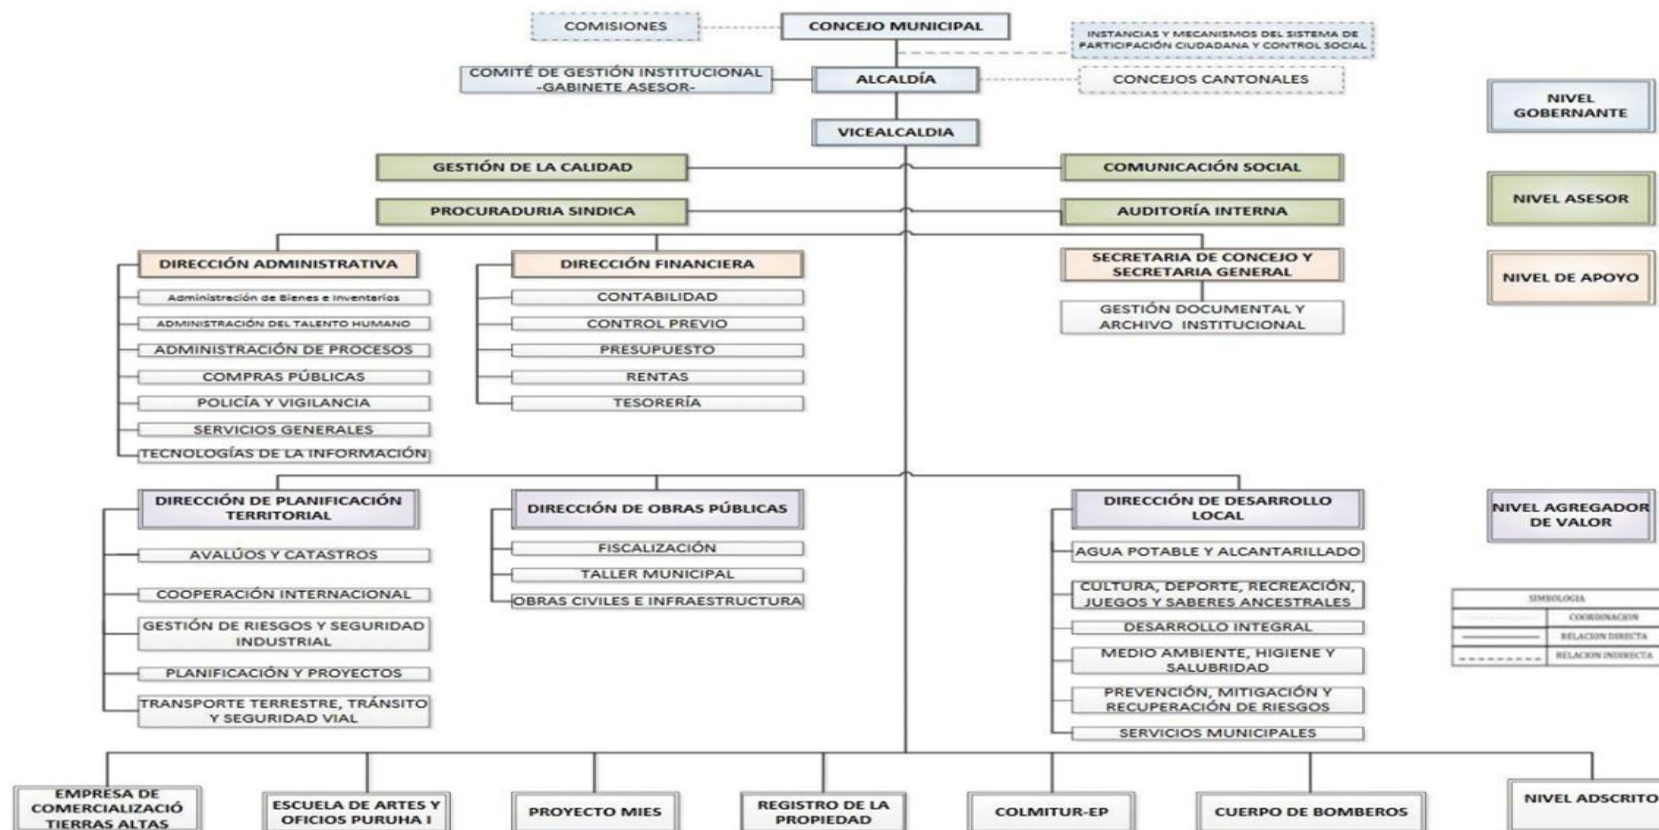 COMISIONES
CONCEJO MUNICIPAL
INSTANCIAS Y MECANISMOS DEL SISTEMA DE
PARTICIPACIÓN CIUDADANA Y CONTROL SOCIAL
COMITÉ DE GESTIÓN INSTITUCIONAL
-GABINETE ASESOR-
ALCALDÍA
CONCEJOS CANTONALES
NIVEL
GOBERNANTE
VICEALCALDIA
GESTIÓN DE LA CALIDAD
COMUNICACIÓN SOCIAL
NIVEL ASESOR
PROCURADURIA SINDICA
AUDITORÍA INTERNA
DIRECCIÓN ADMINISTRATIVA
Administración de Bienes e Inventarios
ADMINISTRACIÓN DEL TALENTO HUMANO
ADMINISTRACIÓN DE PROCESOS
COMPRAS PÚBLICAS
POLICÍA Y VIGILANCIA
SERVICIOS GENERALES
TECNOLOGÍAS DE LA INFORMACIÓN
DIRECCIÓN FINANCIERA
CONTABILIDAD
CONTROL PREVIO
PRESUPUESTO
RENTAS
TESORERÍA
SECRETARIA DE CONCEJO Y
SECRETARIA GENERAL
GESTIÓN DOCUMENTAL Y
ARCHIVO INSTITUCIONAL
NIVEL DE APOYO
DIRECCIÓN DE PLANIFICACIÓN
TERRITORIAL
AVALÚOS Y CATASTROS
COOPERACIÓN INTERNACIONAL
GESTIÓN DE RIESGOS Y SEGURIDAD
INDUSTRIAL
PLANIFICACIÓN Y PROYECTOS
TRANSPORTE TERRESTRE, TRÁNSITO
Y SEGURIDAD VIAL
DIRECCIÓN DE OBRAS PÚBLICAS
FISCALIZACIÓN
TALLER MUNICIPAL
OBRAS CIVILES E INFRAESTRUCTURA
DIRECCIÓN DE DESARROLLO
LOCAL
AGUA POTABLE Y ALCANTARILLADO
CULTURA, DEPORTE, RECREACIÓN,
JUEGOS Y SABERES ANCESTRALES
DESARROLLO INTEGRAL
MEDIO AMBIENTE, HIGIENE Y
SALUBRIDAD
PREVENCIÓN, MITIGACIÓN Y
RECUPERACIÓN DE RIESGOS
SERVICIOS MUNICIPALES
NIVEL AGREGADOR
DE VALOR
SIMBOLOGIA
COORDINACION
RELACION DIRECTA
RELACION INDIRECTA
EMPRESA DE
COMERCIALIZACIÓ
TIERRAS ALTAS
ESCUELA DE ARTES Y
OFICIOS PURUHA I
PROYECTO MIES
REGISTRO DE LA
PROPIEDAD
COLMITUR-EP
CUERPO DE BOMBEROS
NIVEL ADSCRITO